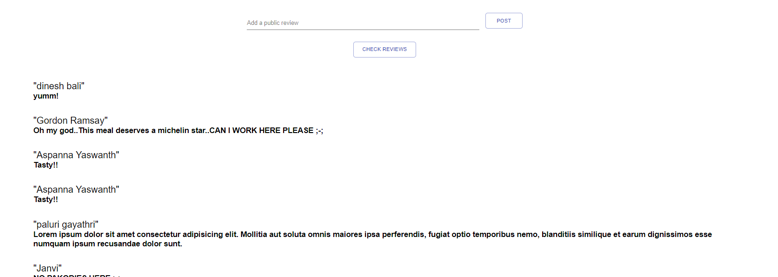 Add a public review
POST
CHECK REVIEWS
"dinesh bali"
yumm!
"Gordon Ramsay"
Oh my god..This meal deserves a michelin star..CAN I WORK HERE PLEASE ;-;
"Aspanna Yaswanth"
Tasty!!
"Aspanna Yaswanth"
Tasty!!
"paluri gayathri"
Lorem ipsum dolor sit amet consectetur adipisicing elit. Mollitia aut soluta omnis maiores ipsa perferendis, fugiat optio temporibus nemo, blanditiis similique et earum dignissimos esse
numquam ipsum recusandae dolor sunt.
"Janvi"
NO PAKODIES HERE